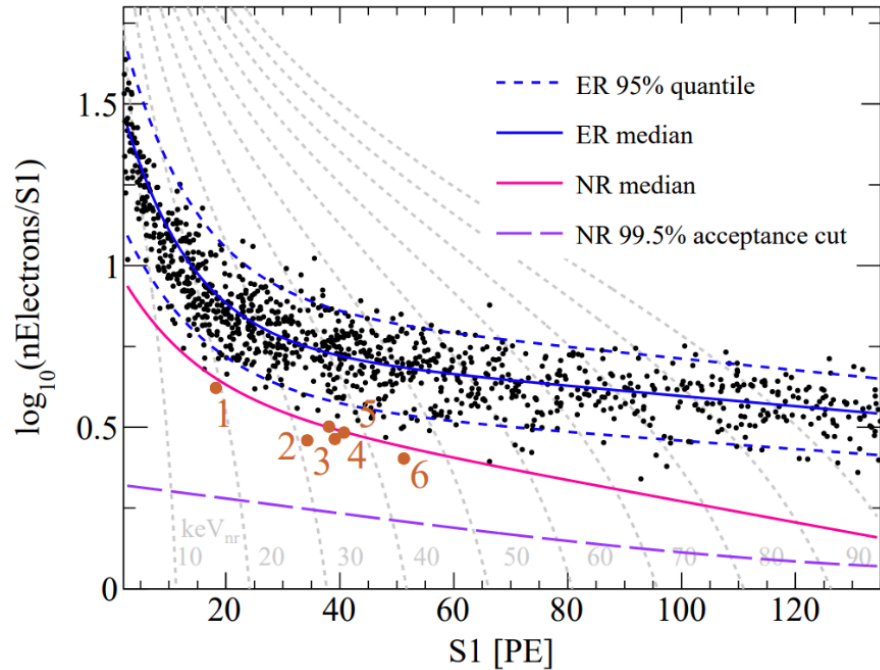 log10(nElectrons/S1)
1.5
1
0.5
0
ER 95% quantile
ER median
NR median
NR 99.5% acceptance cut
1
2
3
4
5
6
keVnr
10 20 30 40 50 60 70 80 90
20 40 60 80 100 120
S1 [PE]